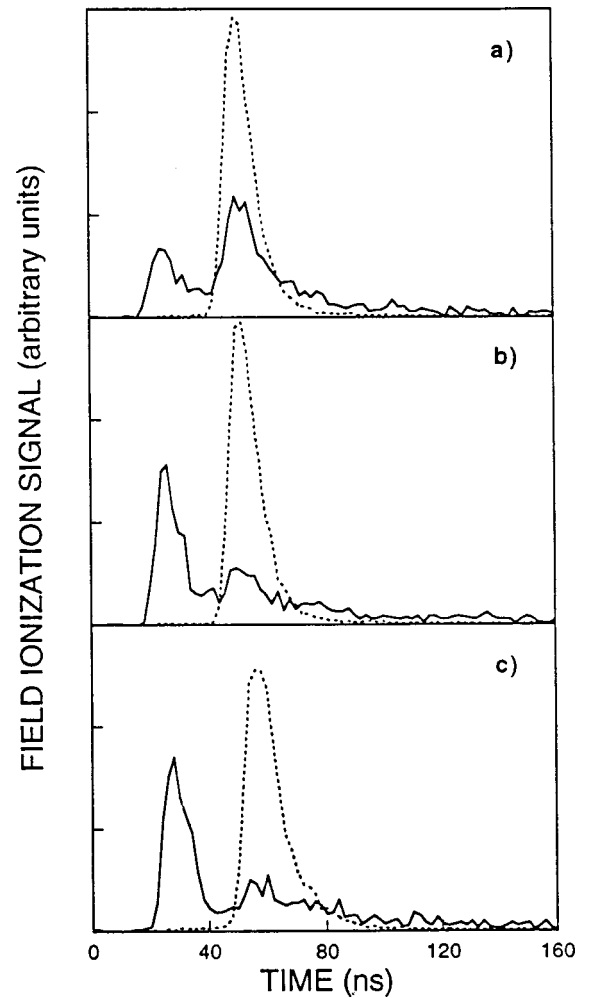 a)
b)
c)
FIELD IONIZATION SIGNAL (arbitrary units)
0 40 80 120 160
TIME (ns)